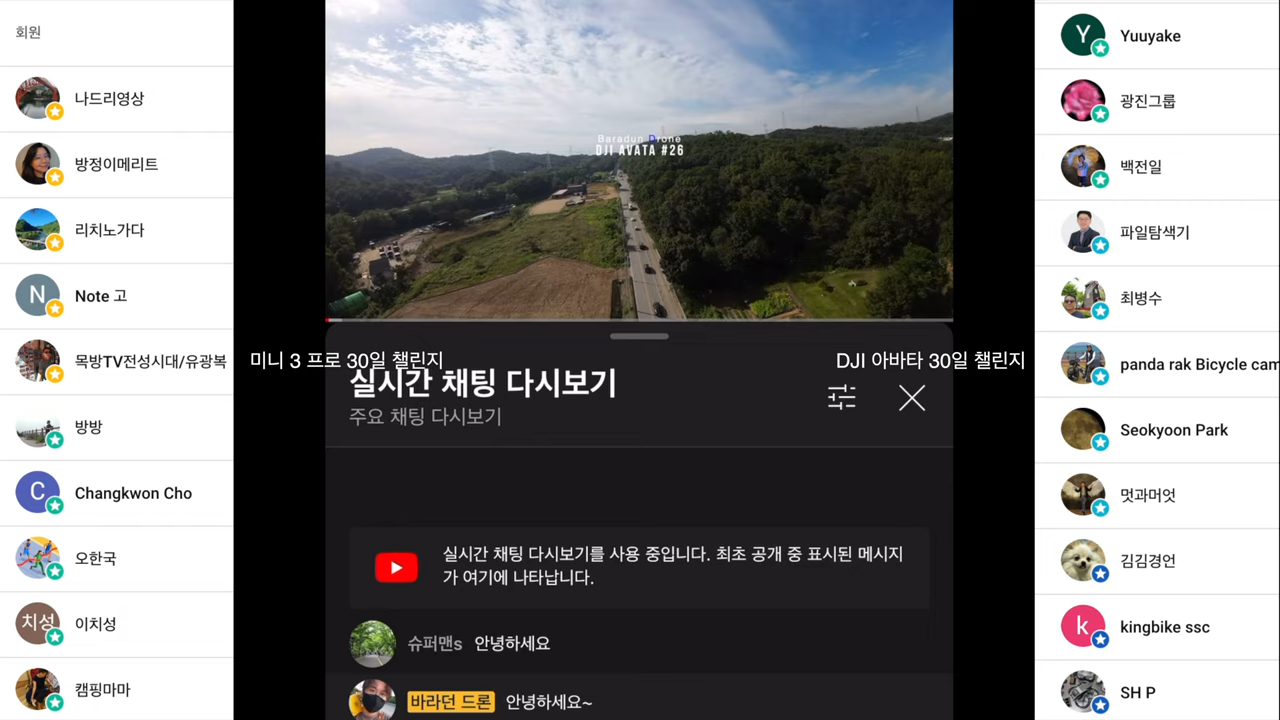 회원
나드리영상
방정이메리트
리치노가다
N
Note 고
목방TV전성시대/유광복
방방
C
Changkwon Cho
오한국
치성
이치성
캠핑마마
Baradun Drone
DJI AVATA #26
미니 3 프로 30일 챌린지
DJI 아바타 30일 챌린지
실시간 채팅 다시보기
주요 채팅 다시보기
실시간 채팅 다시보기를 사용 중입니다. 최초 공개 중 표시된 메시지
가 여기에 나타납니다.
슈퍼맨s 안녕하세요
바라던 드론 안녕하세요~
Y
Yuuyake
광진그룹
백전일
파일탐색기
최병수
panda rak Bicycle cam
Seokyoon Park
멋과머엇
김김경언
k
kingbike ssc
SH P